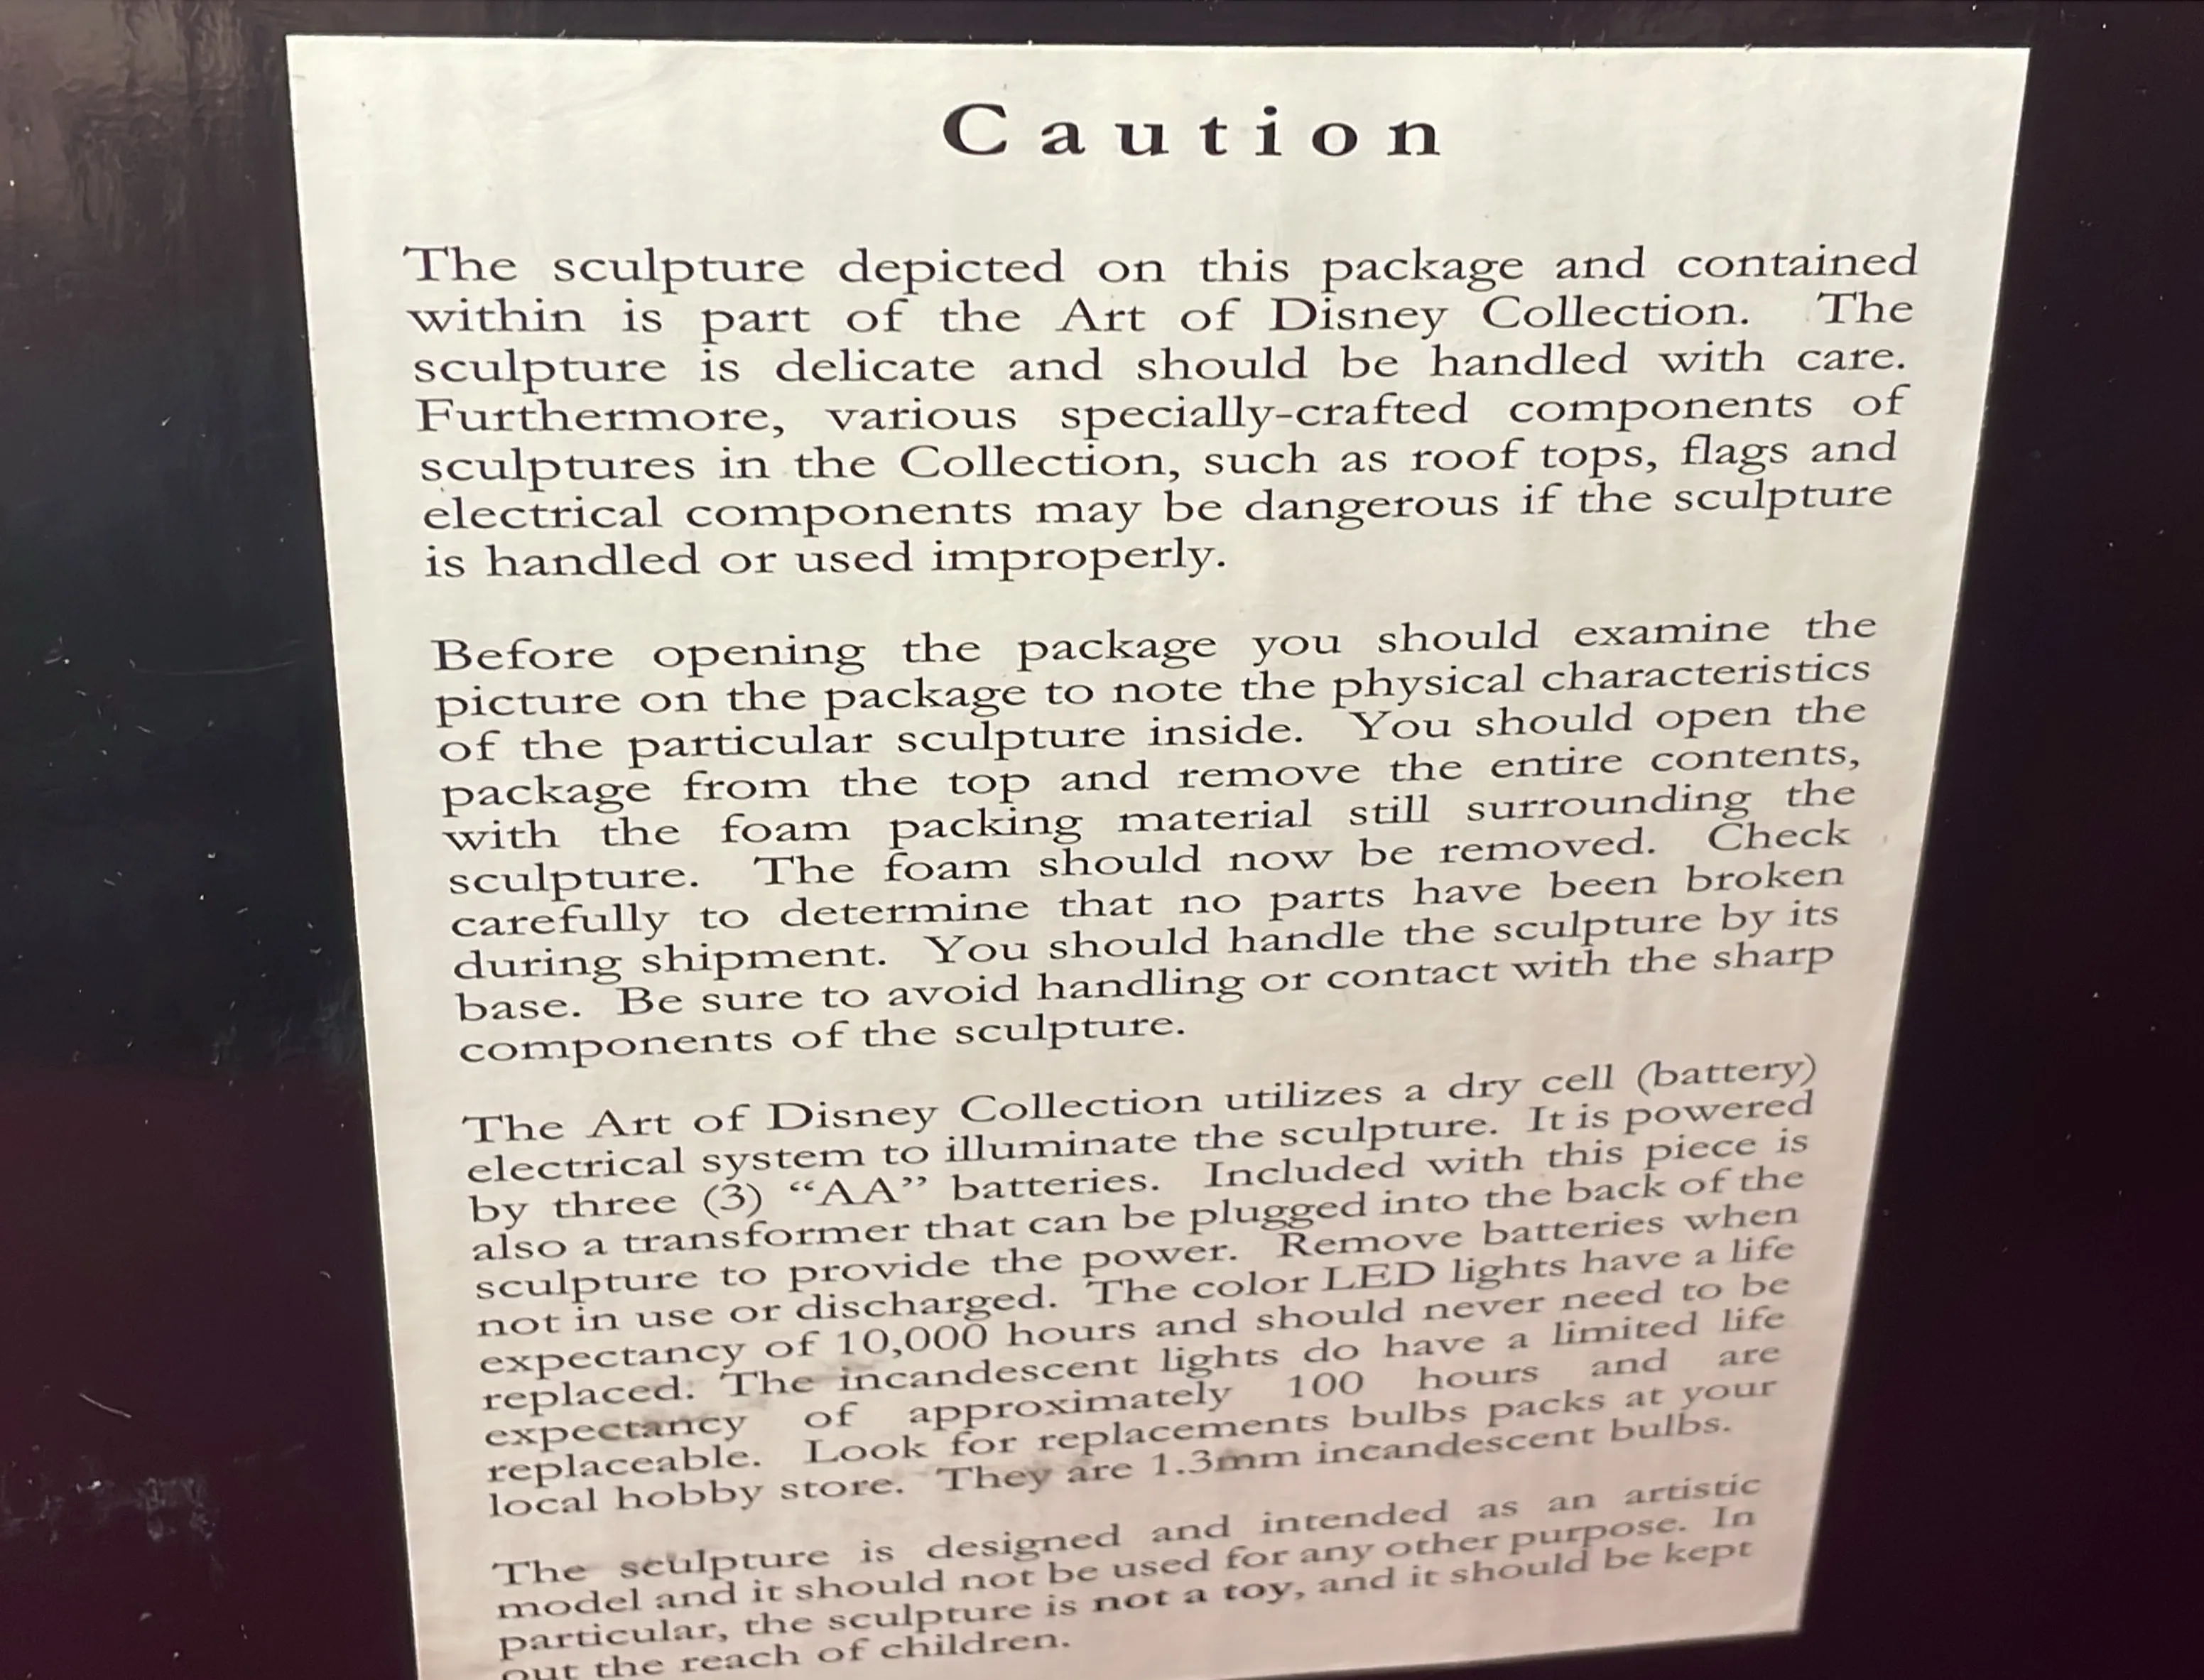 Caution
The sculpture depicted on this package and contained
within is part of the Art of Disney Collection. The
sculpture is delicate and should be handled with care.
Furthermore, various specially-crafted components of
sculptures in the Collection, such as roof tops, flags and
electrical components may be dangerous if the sculpture
is handled or used improperly.
Before opening the package you should examine the
picture on the package to note the physical characteristics
of the particular sculpture inside. You should open the
package from the top and remove the entire contents,
with the foam packing material still surrounding the
sculpture. The foam should now be removed. Check
carefully to determine that no parts have been broken
during shipment. You should handle the sculpture by its
base. Be sure to avoid handling or contact with the sharp
components of the sculpture.
The Art of Disney Collection utilizes a dry cell (battery)
electrical system to illuminate the sculpture. It is powered
by three (3) “AA” batteries. Included with this piece is
also a transformer that can be plugged into the back of the
sculpture to provide the power. Remove batteries when
not in use or discharged. The color LED lights have a life
expectancy of 10,000 hours and should never need to be
replaced. The incandescent lights do have a limited life
expectancy of approximately 100 hours and are
replaceable. Look for replacements bulbs packs at your
local hobby store. They are 1.3mm incandescent bulbs.
The sculpture is designed and intended as an artistic
model and it should not be used for any other purpose. In
particular, the sculpture is not a toy, and it should be kept
out the reach of children.